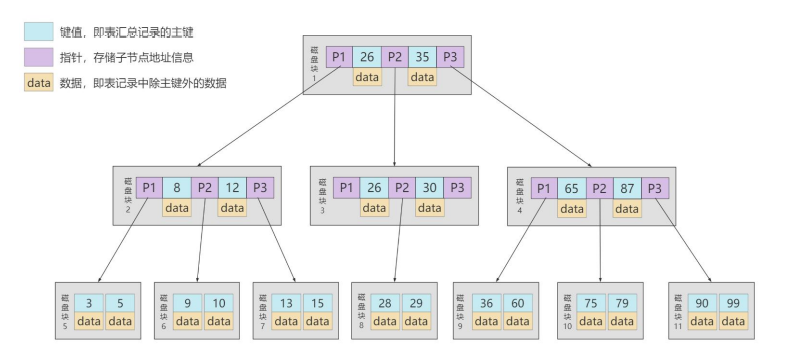 键值，即表汇总记录的主键
指针，存储子节点地址信息
data 数据，即表记录中除主键外的数据
磁盘块1 P1 26 P2 35 P3
data data
磁盘块2 P1 8 P2 12 P3
data data
磁盘块3 P1 26 P2 30 P3
data data
磁盘块4 P1 65 P2 87 P3
data data
磁盘块5 3 5
data data
磁盘块6 9 10
data data
磁盘块7 13 15
data data
磁盘块8 28 29
data data
磁盘块9 36 60
data data
磁盘块10 75 79
data data
磁盘块11 90 99
data data